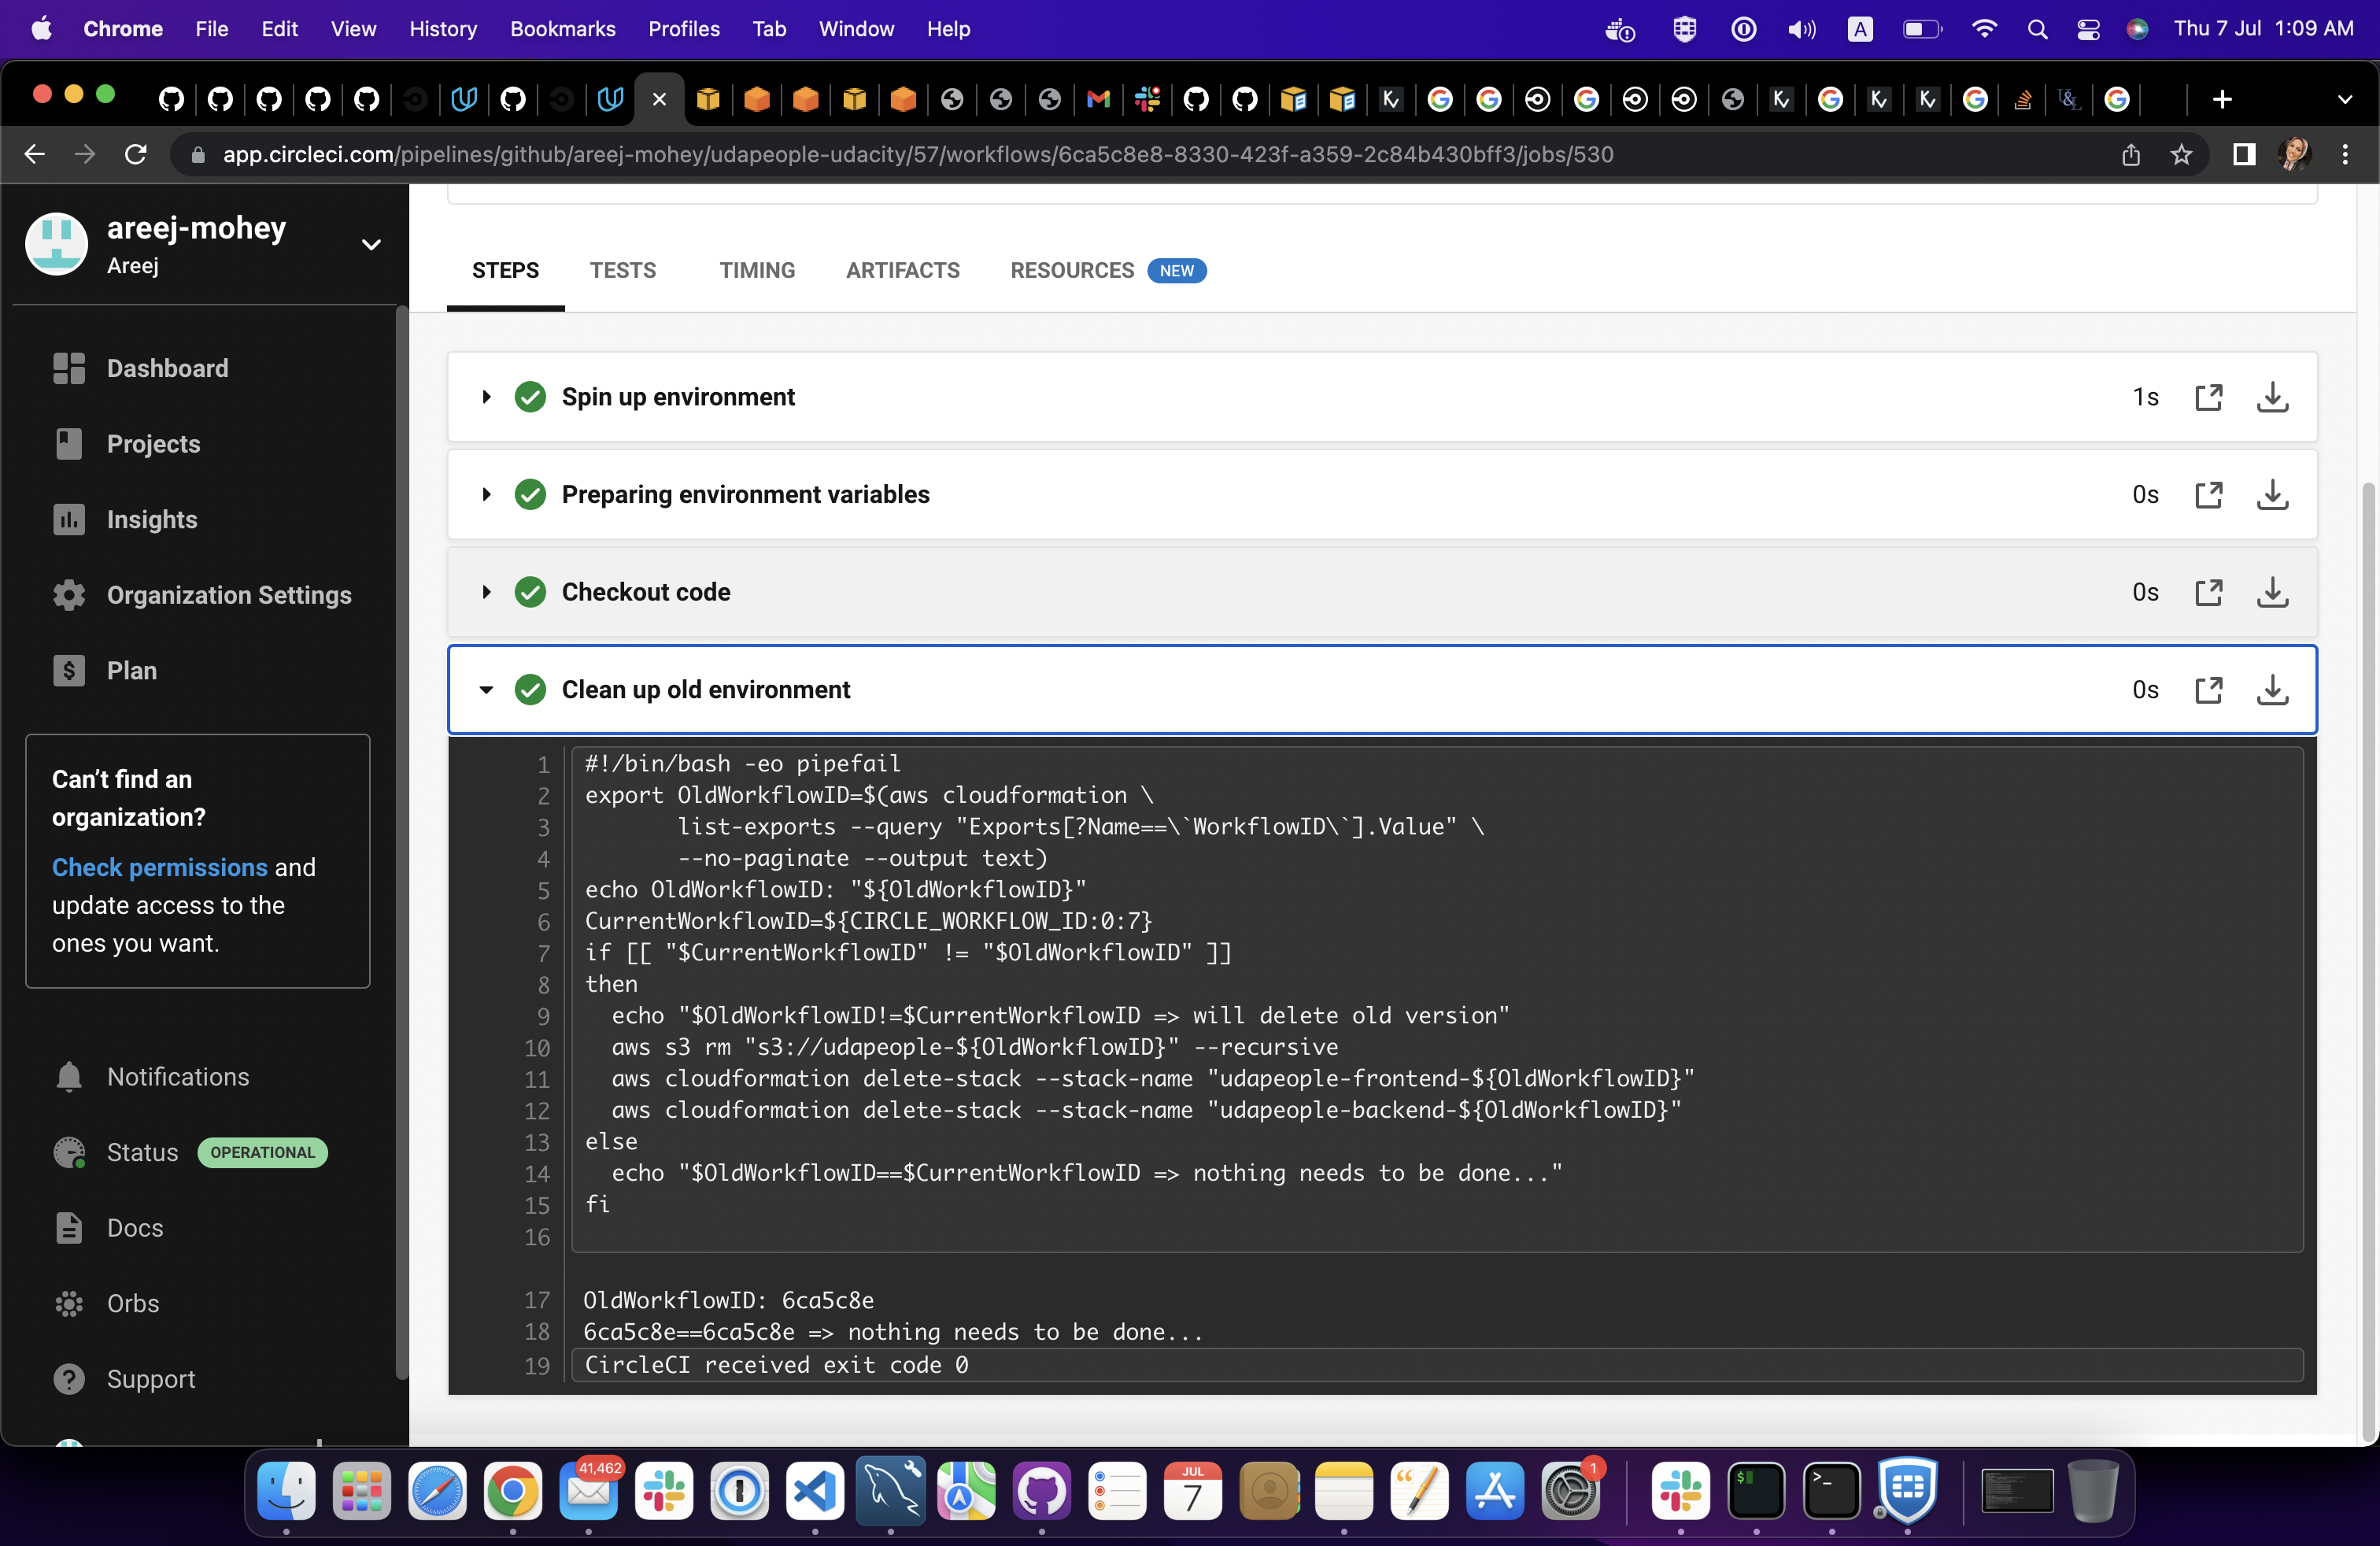 Chrome File Edit View History Bookmarks Profiles Tab Window Help A Thu 7 Jul 1:09 AM
app.circleci.com/pipelines/github/areej-mohey/udapeople-udacity/57/workflows/6ca5c8e8-8330-423f-a359-2c84b430bff3/jobs/530
areej-mohey
Areej
Dashboard
Projects
Insights
Organization Settings
Plan
Can’t find an
organization?
Check permissions and
update access to the
ones you want.
Notifications
Status OPERATIONAL
Docs
Orbs
Support
STEPS TESTS TIMING ARTIFACTS RESOURCES NEW
Spin up environment 1s
Preparing environment variables 0s
Checkout code 0s
Clean up old environment 0s
1 #!/bin/bash -eo pipefail
2 export OldWorkflowID=$(aws cloudformation \
3 list-exports --query "Exports[?Name==\`WorkflowID\`].Value" \
4 --no-paginate --output text)
5 echo OldWorkflowID: "${OldWorkflowID}"
6 CurrentWorkflowID=${CIRCLE_WORKFLOW_ID:0:7}
7 if [[ "$CurrentWorkflowID" != "$OldWorkflowID" ]]
8 then
9 echo "$OldWorkflowID!=$CurrentWorkflowID => will delete old version"
10 aws s3 rm "s3://udapeople-${OldWorkflowID}" --recursive
11 aws cloudformation delete-stack --stack-name "udapeople-frontend-${OldWorkflowID}"
12 aws cloudformation delete-stack --stack-name "udapeople-backend-${OldWorkflowID}"
13 else
14 echo "$OldWorkflowID==$CurrentWorkflowID => nothing needs to be done..."
15 fi
16
17 OldWorkflowID: 6ca5c8e
18 6ca5c8e==6ca5c8e => nothing needs to be done...
19 CircleCI received exit code 0
41,462
JUL
7
1